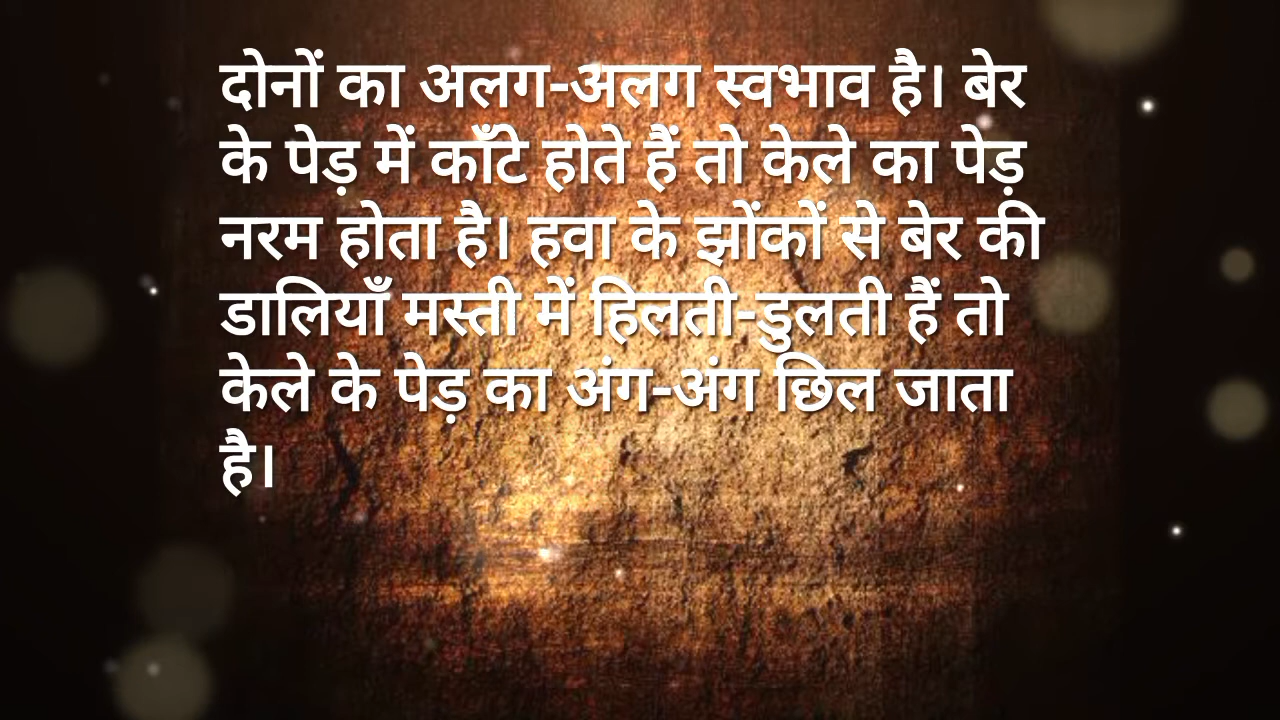 दोनों का अलग-अलग स्वभाव है। बेर
के पेड़ में काँटे होते हैं तो केले का पेड़
नरम होता है। हवा के झोंकों से बेर की
डालियाँ मस्ती में हिलती-डुलती हैं तो
केले के पेड़ का अंग-अंग छिल जाता
है।